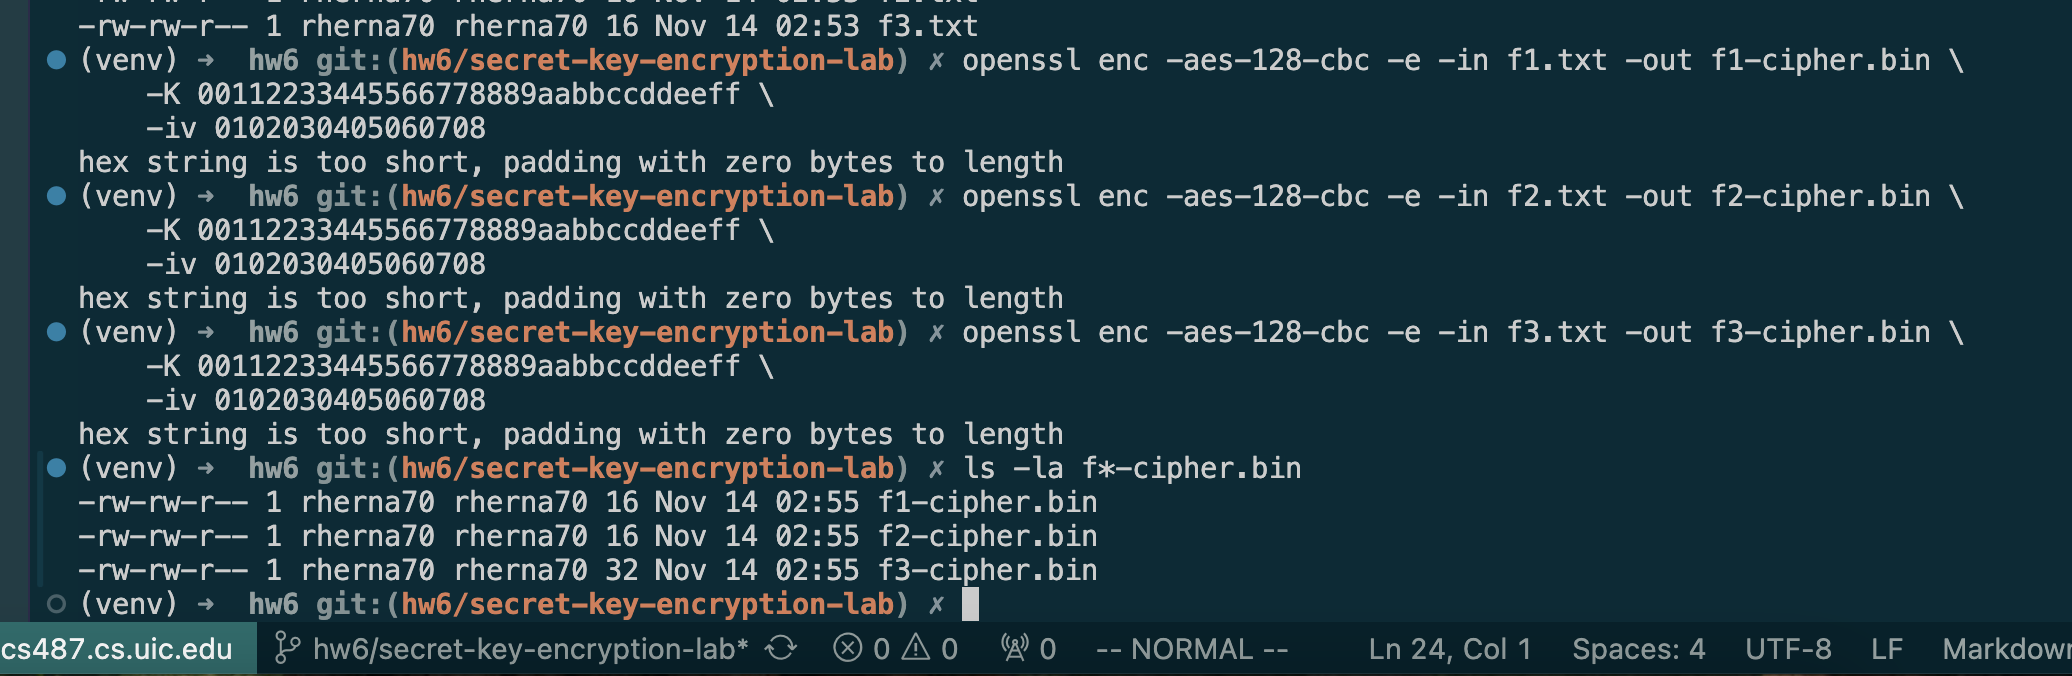 -rw-rw-r-- 1 rherna70 rherna70 16 Nov 14 02:53 f3.txt
(venv) → hw6 git:(hw6/secret-key-encryption-lab) ✗ openssl enc -aes-128-cbc -e -in f1.txt -out f1-cipher.bin \
-K 00112233445566778889aabbccddeeff \
-iv 0102030405060708
hex string is too short, padding with zero bytes to length
(venv) → hw6 git:(hw6/secret-key-encryption-lab) ✗ openssl enc -aes-128-cbc -e -in f2.txt -out f2-cipher.bin \
-K 00112233445566778889aabbccddeeff \
-iv 0102030405060708
hex string is too short, padding with zero bytes to length
(venv) → hw6 git:(hw6/secret-key-encryption-lab) ✗ openssl enc -aes-128-cbc -e -in f3.txt -out f3-cipher.bin \
-K 00112233445566778889aabbccddeeff \
-iv 0102030405060708
hex string is too short, padding with zero bytes to length
(venv) → hw6 git:(hw6/secret-key-encryption-lab) ✗ ls -la f*-cipher.bin
-rw-rw-r-- 1 rherna70 rherna70 16 Nov 14 02:55 f1-cipher.bin
-rw-rw-r-- 1 rherna70 rherna70 16 Nov 14 02:55 f2-cipher.bin
-rw-rw-r-- 1 rherna70 rherna70 32 Nov 14 02:55 f3-cipher.bin
(venv) → hw6 git:(hw6/secret-key-encryption-lab) ✗
cs487.cs.uic.edu hw6/secret-key-encryption-lab* 0 0 0 -- NORMAL -- Ln 24, Col 1 Spaces: 4 UTF-8 LF